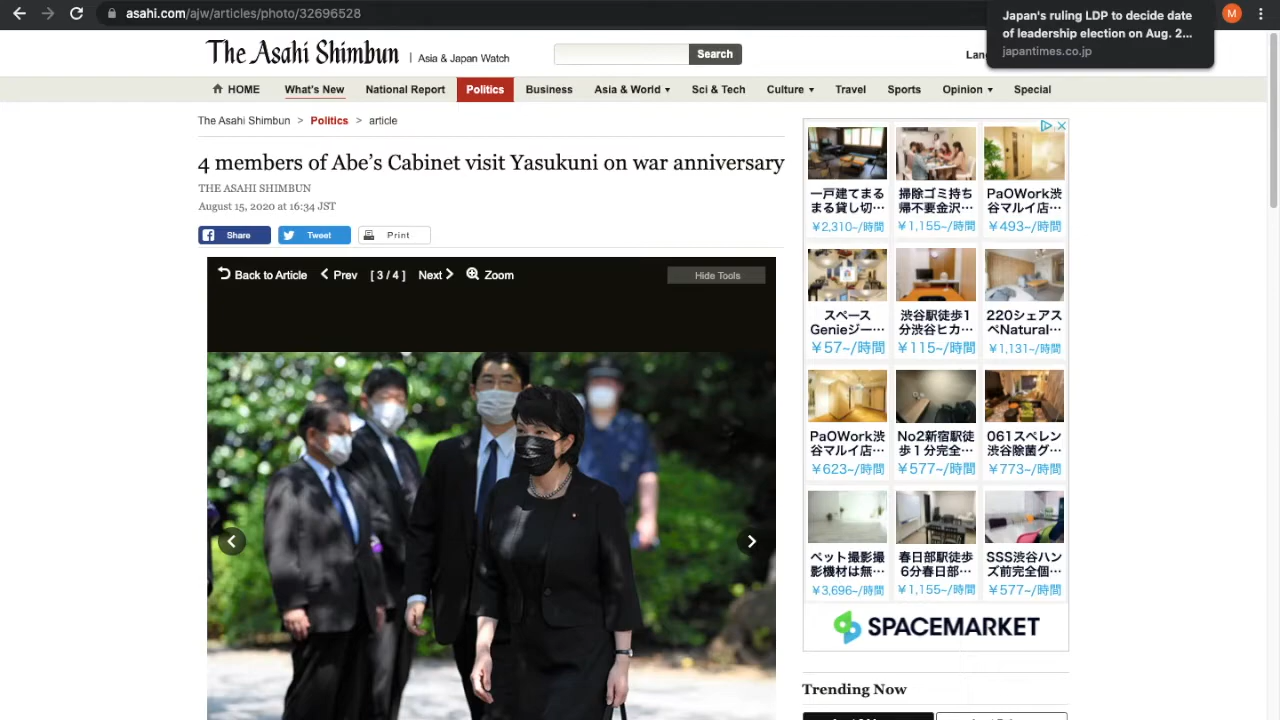 asahi.com/ajw/articles/photo/32696528
Japan's ruling LDP to decide date
of leadership election on Aug. 2...
japantimes.co.jp
M
The Asahi Shimbun | Asia & Japan Watch
Search
Lan
HOME What's New National Report Politics Business Asia & World Sci & Tech Culture Travel Sports Opinion Special
The Asahi Shimbun > Politics > article
4 members of Abe's Cabinet visit Yasukuni on war anniversary
THE ASAHI SHIMBUN
August 15, 2020 at 16:34 JST
Share Tweet Print
Back to Article Prev [ 3 / 4 ] Next Zoom Hide Tools
一戸建てまる
まる貸し切…
¥2,310~/時間
掃除ゴミ持ち
帰不要金沢…
¥1,155~/時間
PaOWork渋
谷マルイ店…
¥493~/時間
スペース
Genieジー…
¥57~/時間
渋谷駅徒歩1
分渋谷ヒカ…
¥115~/時間
220シェアス
ペNatural…
¥1,131~/時間
PaOWork渋
谷マルイ店…
¥623~/時間
No2新宿駅徒
歩1分完全…
¥577~/時間
061スペレン
渋谷除菌グ…
¥773~/時間
ペット撮影撮
影機材は無…
¥3,696~/時間
春日部駅徒歩
6分春日部…
¥1,155~/時間
SSS渋谷ハン
ズ前完全個…
¥577~/時間
SPACEMARKET
Trending Now